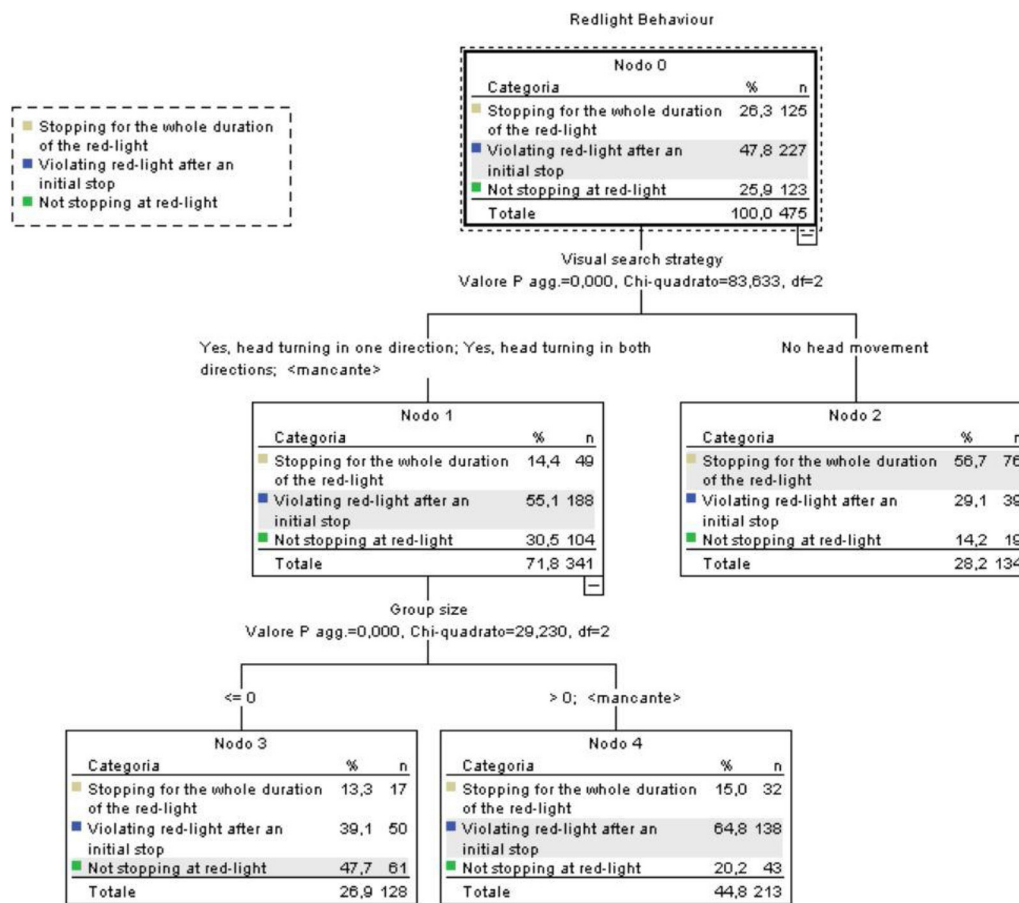 Redlight Behaviour
Stopping for the whole duration
of the red-light
Violating red-light after an
initial stop
Not stopping at red-light
Nodo 0
Categoria % n
Stopping for the whole duration 26,3 125
of the red-light
Violating red-light after an 47,8 227
initial stop
Not stopping at red-light 25,9 123
Totale 100,0 475
Visual search strategy
Valore P agg.=0,000, Chi-quadrato=83,633, df=2
Yes, head turning in one direction; Yes, head turning in both
directions; <mancante>
No head movement
Nodo 1
Categoria % n
Stopping for the whole duration 14,4 49
of the red-light
Violating red-light after an 55,1 188
initial stop
Not stopping at red-light 30,5 104
Totale 71,8 341
Nodo 2
Categoria % n
Stopping for the whole duration 56,7 76
of the red-light
Violating red-light after an 29,1 39
initial stop
Not stopping at red-light 14,2 19
Totale 28,2 134
Group size
Valore P agg.=0,000, Chi-quadrato=29,230, df=2
<= 0
> 0; <mancante>
Nodo 3
Categoria % n
Stopping for the whole duration 13,3 17
of the red-light
Violating red-light after an 39,1 50
initial stop
Not stopping at red-light 47,7 61
Totale 26,9 128
Nodo 4
Categoria % n
Stopping for the whole duration 15,0 32
of the red-light
Violating red-light after an 64,8 138
initial stop
Not stopping at red-light 20,2 43
Totale 44,8 213